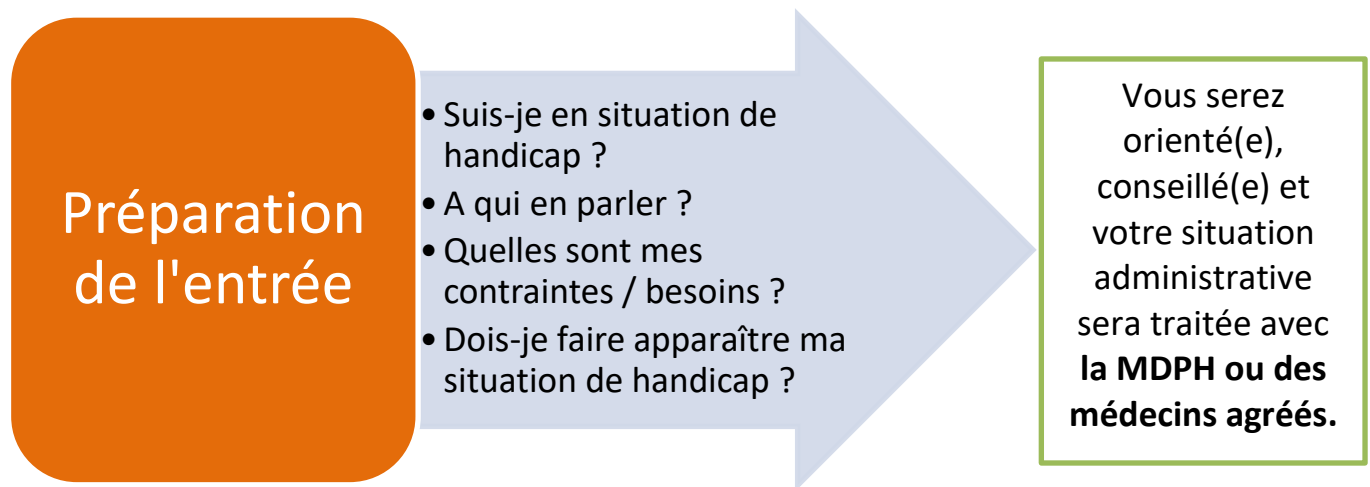 Préparation
de l'entrée
• Suis-je en situation de
handicap ?
• A qui en parler ?
• Quelles sont mes
contraintes / besoins ?
• Dois-je faire apparaître ma
situation de handicap ?
Vous serez
orienté(e),
conseillé(e) et
votre situation
administrative
sera traitée avec
la MDPH ou des
médecins agréés.